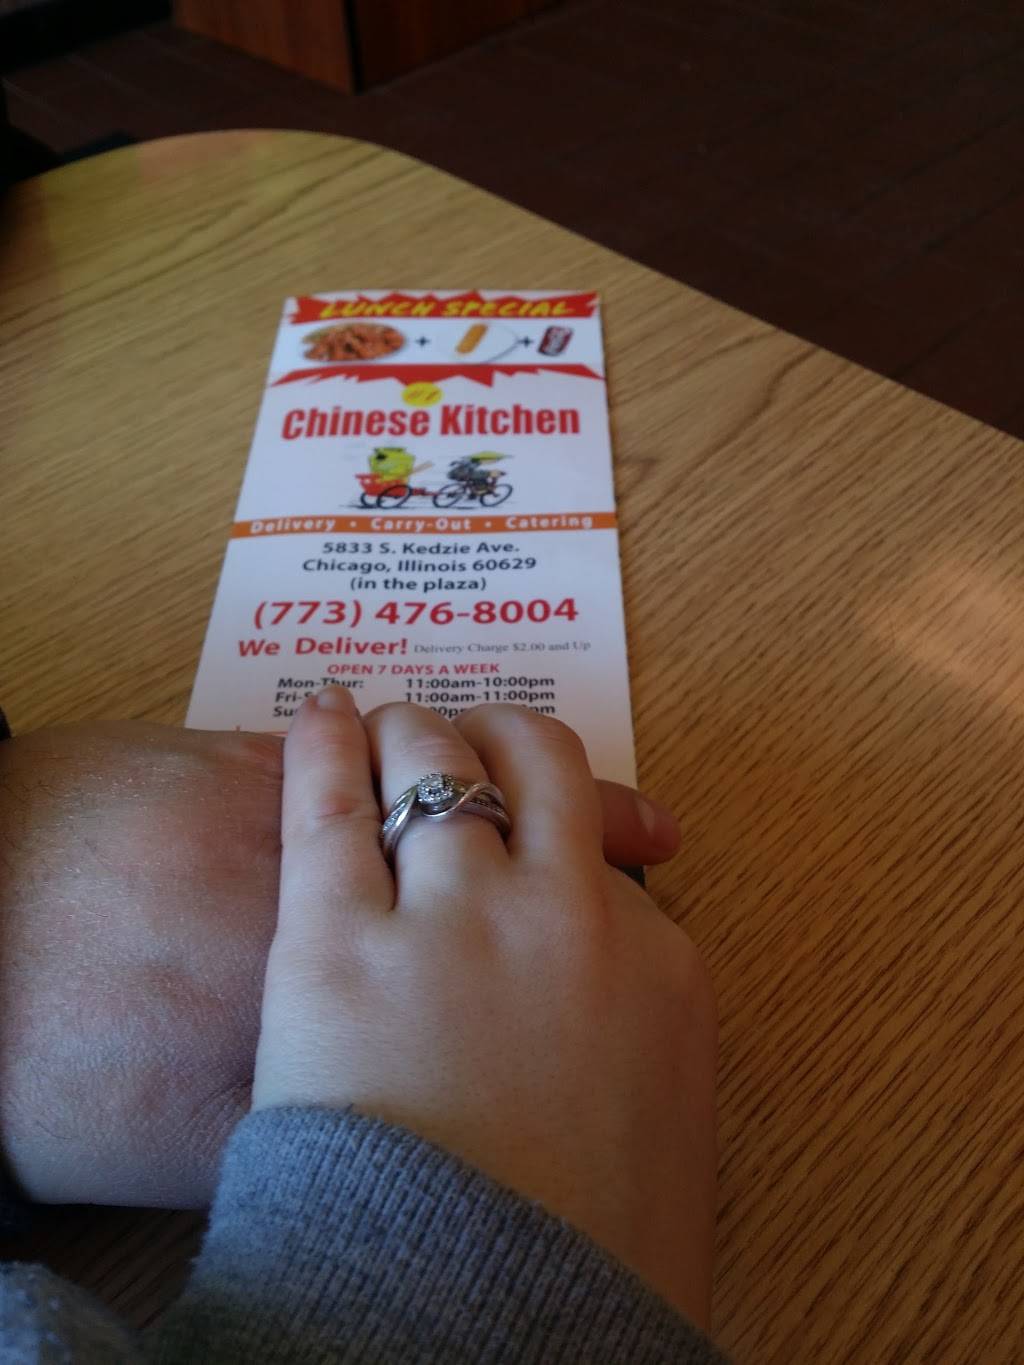 LUNCH SPECIAL
#1
Chinese Kitchen
Delivery • Carry-Out • Catering
5833 S. Kedzie Ave.
Chicago, Illinois 60629
(in the plaza)
(773) 476-8004
We Deliver! Delivery Charge $2.00 and Up
OPEN 7 DAYS A WEEK
Mon-Thur: 11:00am-10:00pm
11:00am-11:00pm